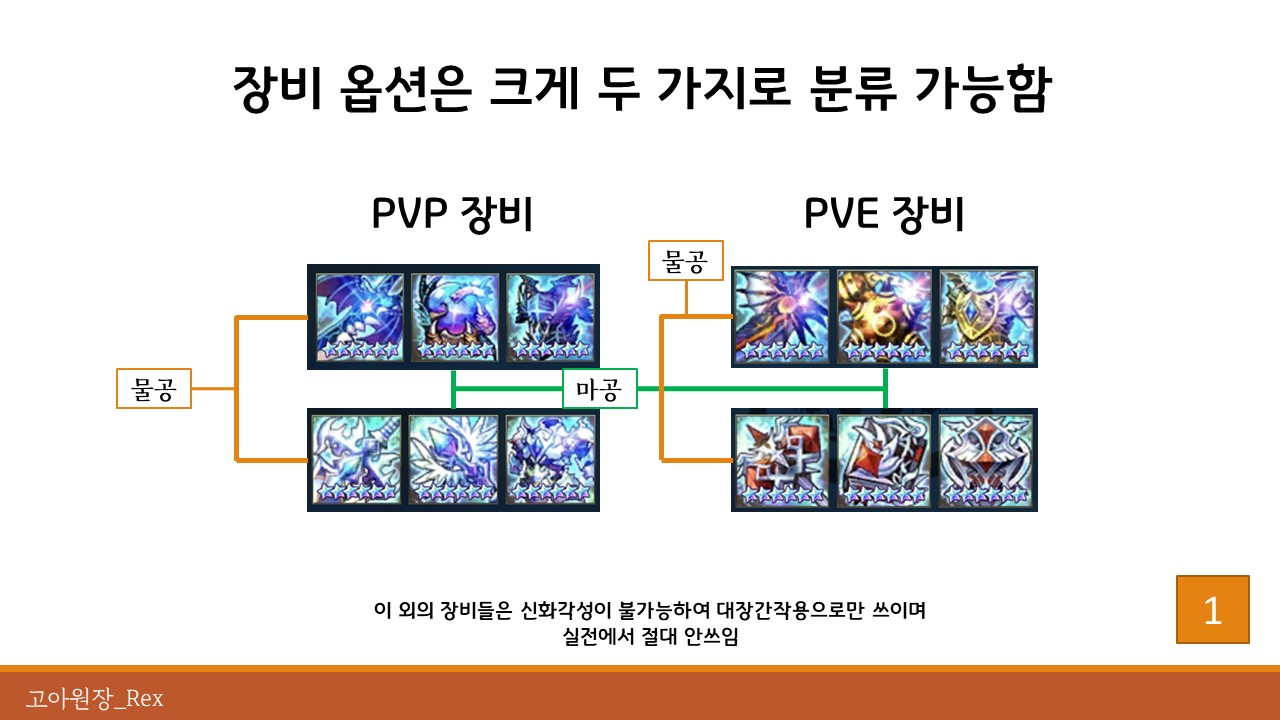 장비 옵션은 크게 두 가지로 분류 가능함
PVP 장비
PVE 장비
물공
물공
마공
이 외의 장비들은 신화각성이 불가능하여 대장간작용으로만 쓰이며
실전에서 절대 안쓰임
1
고아원장_Rex